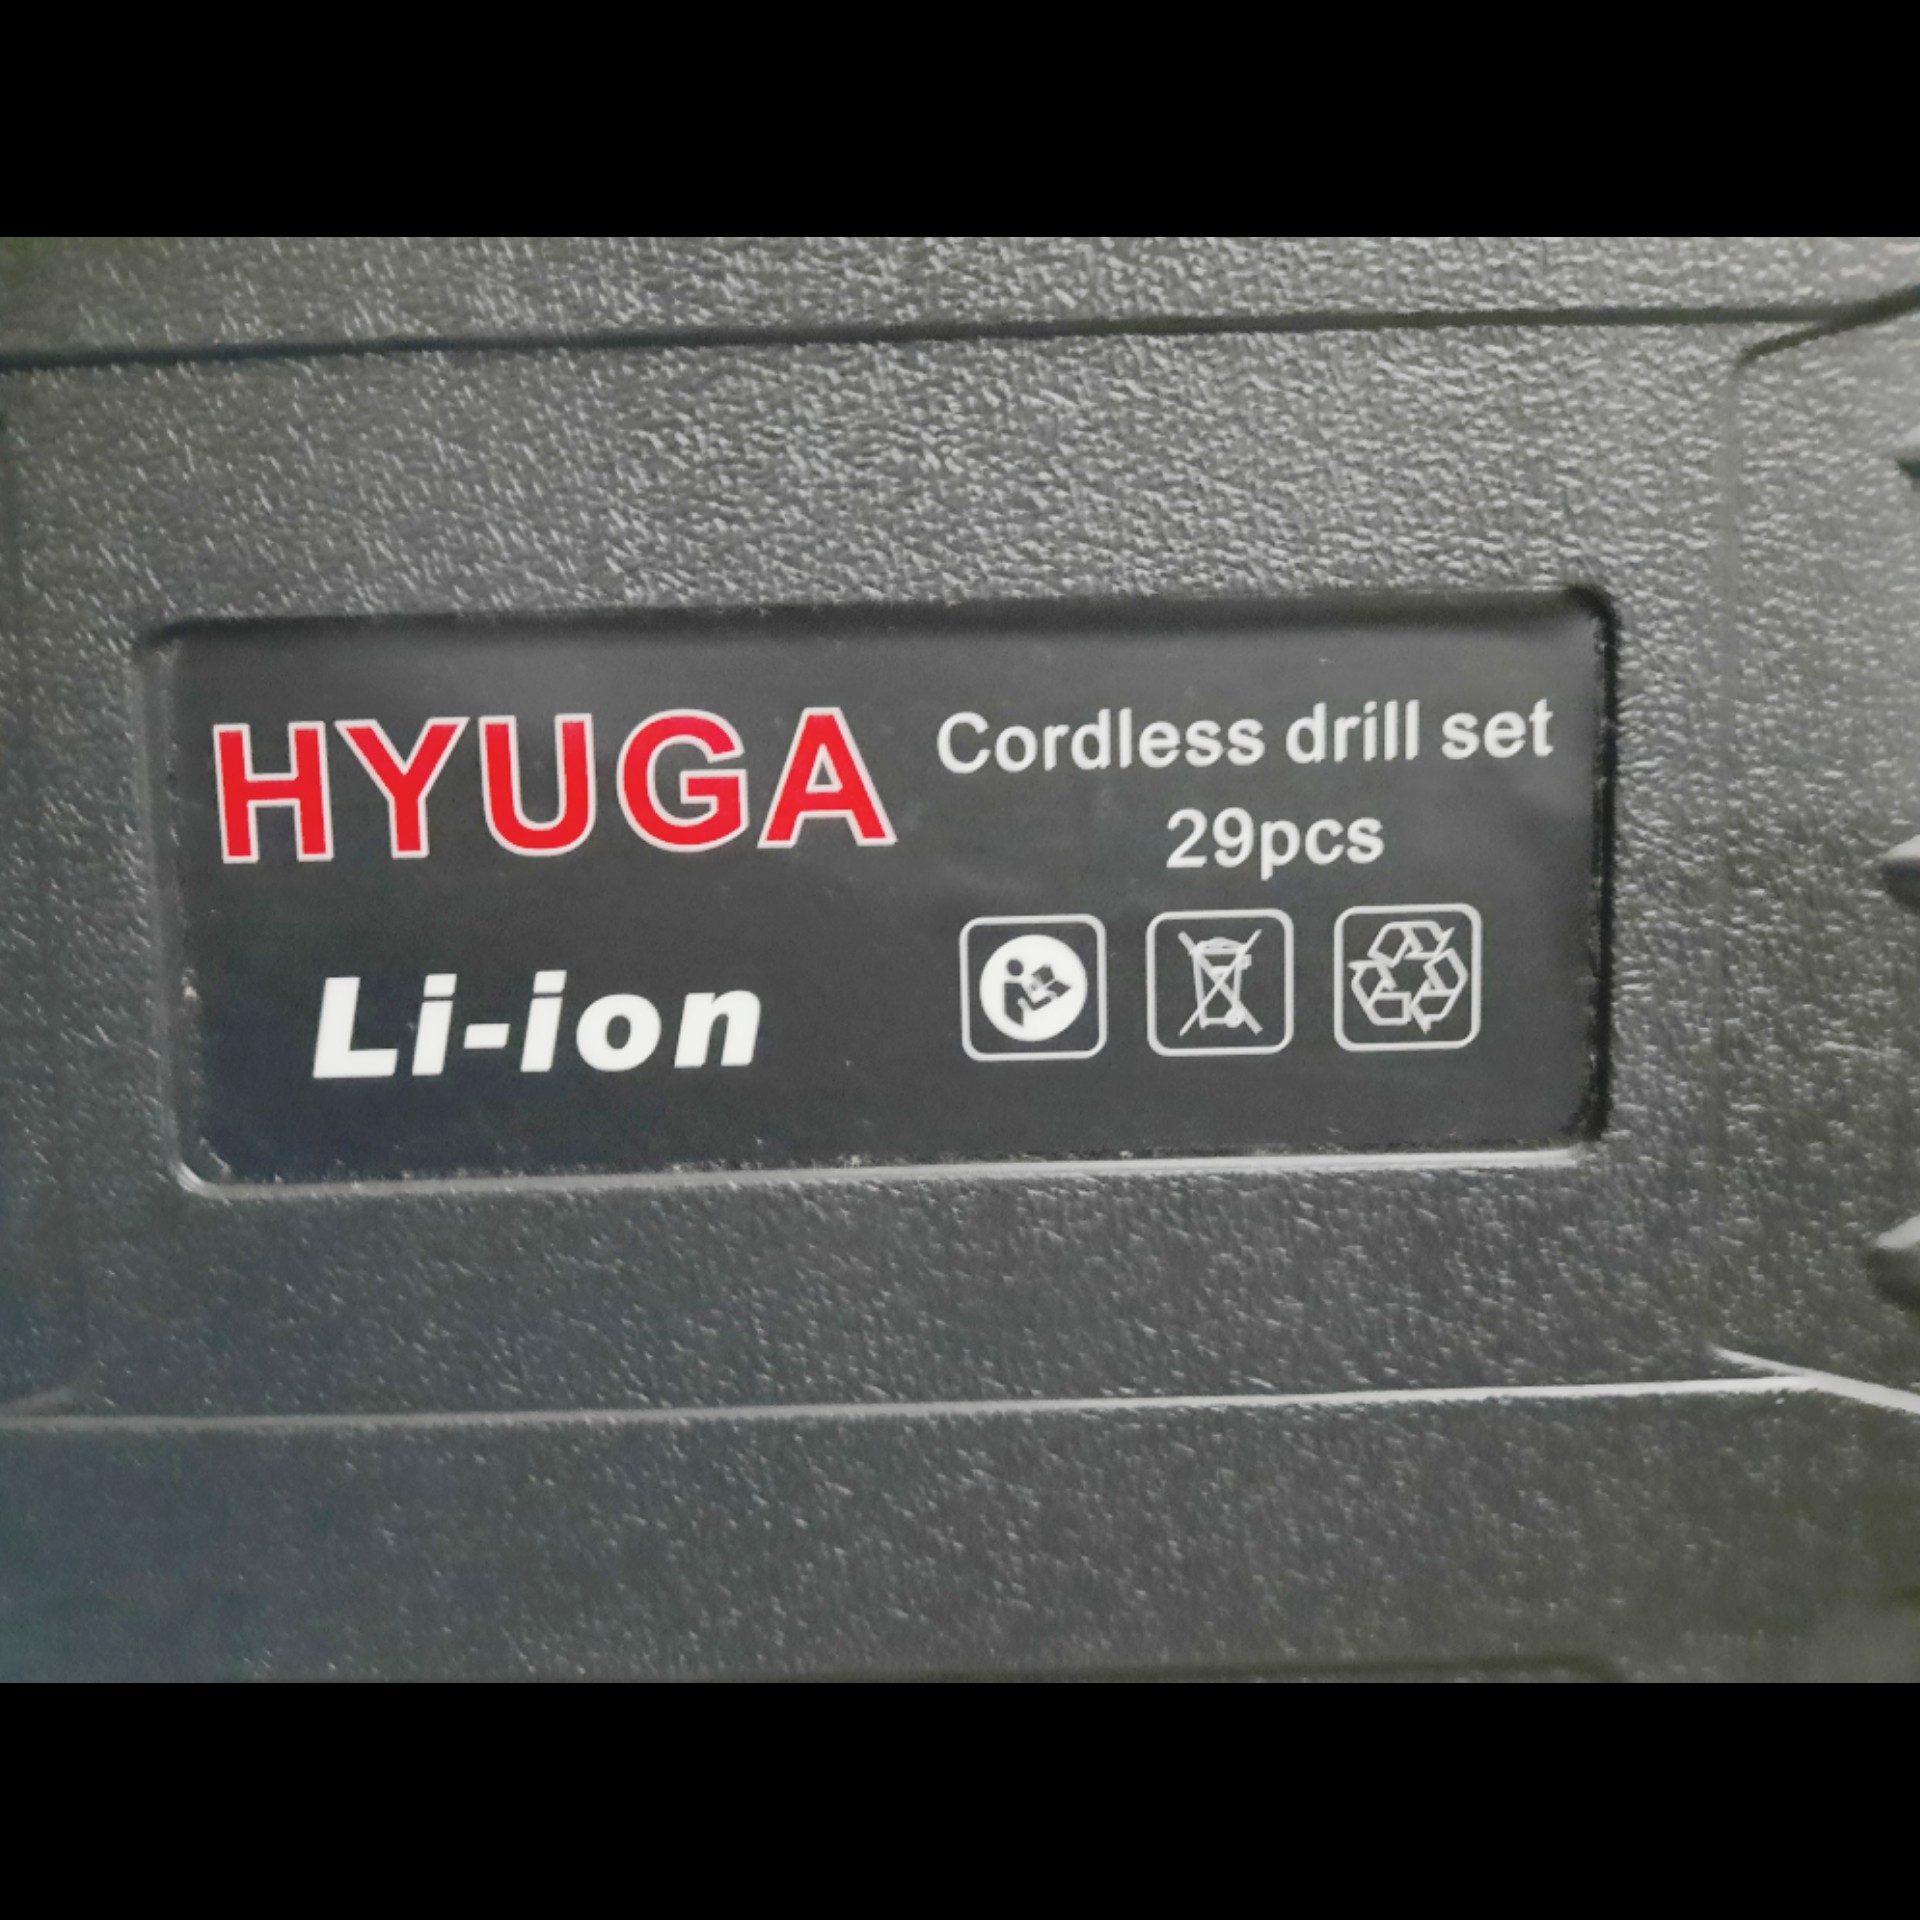 HYUGA
Li-ion
Cordless drill set
29pcs